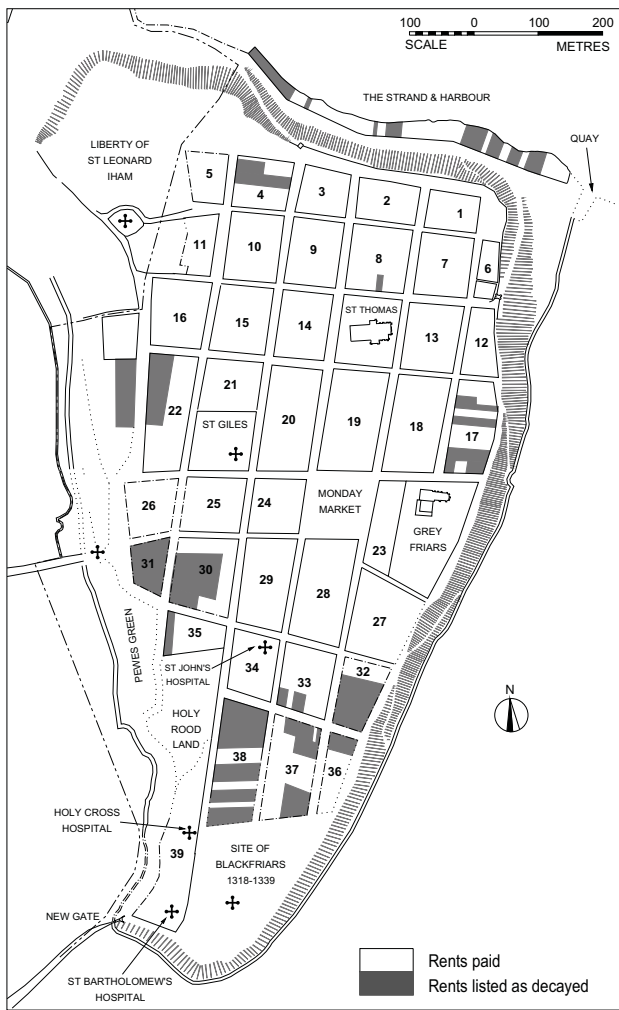 100 0 100 200
SCALE METRES
THE STRAND & HARBOUR
QUAY
LIBERTY OF
ST LEONARD
IHAM
5
4
3
2
1
11
10
9
8
7
6
16
15
14
ST THOMAS
13
12
21
22
ST GILES
20
19
18
17
26
25
24
MONDAY
MARKET
GREY
FRIARS
23
31
30
29
28
27
PEWES GREEN
35
ST JOHN'S
HOSPITAL
34
33
32
N
HOLY
ROOD
LAND
38
37
36
HOLY CROSS
HOSPITAL
39
SITE OF
BLACKFRIARS
1318-1339
NEW GATE
ST BARTHOLOMEW'S
HOSPITAL
Rents paid
Rents listed as decayed